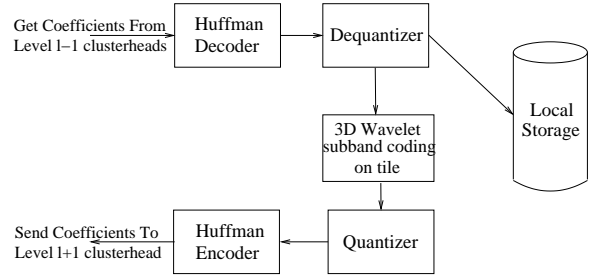 Get Coefficients From
Level l–1 clusterheads
Huffman
Decoder
Dequantizer
Local
Storage
3D Wavelet
subband coding
on tile
Send Coefficients To
Level l+1 clusterhead
Huffman
Encoder
Quantizer